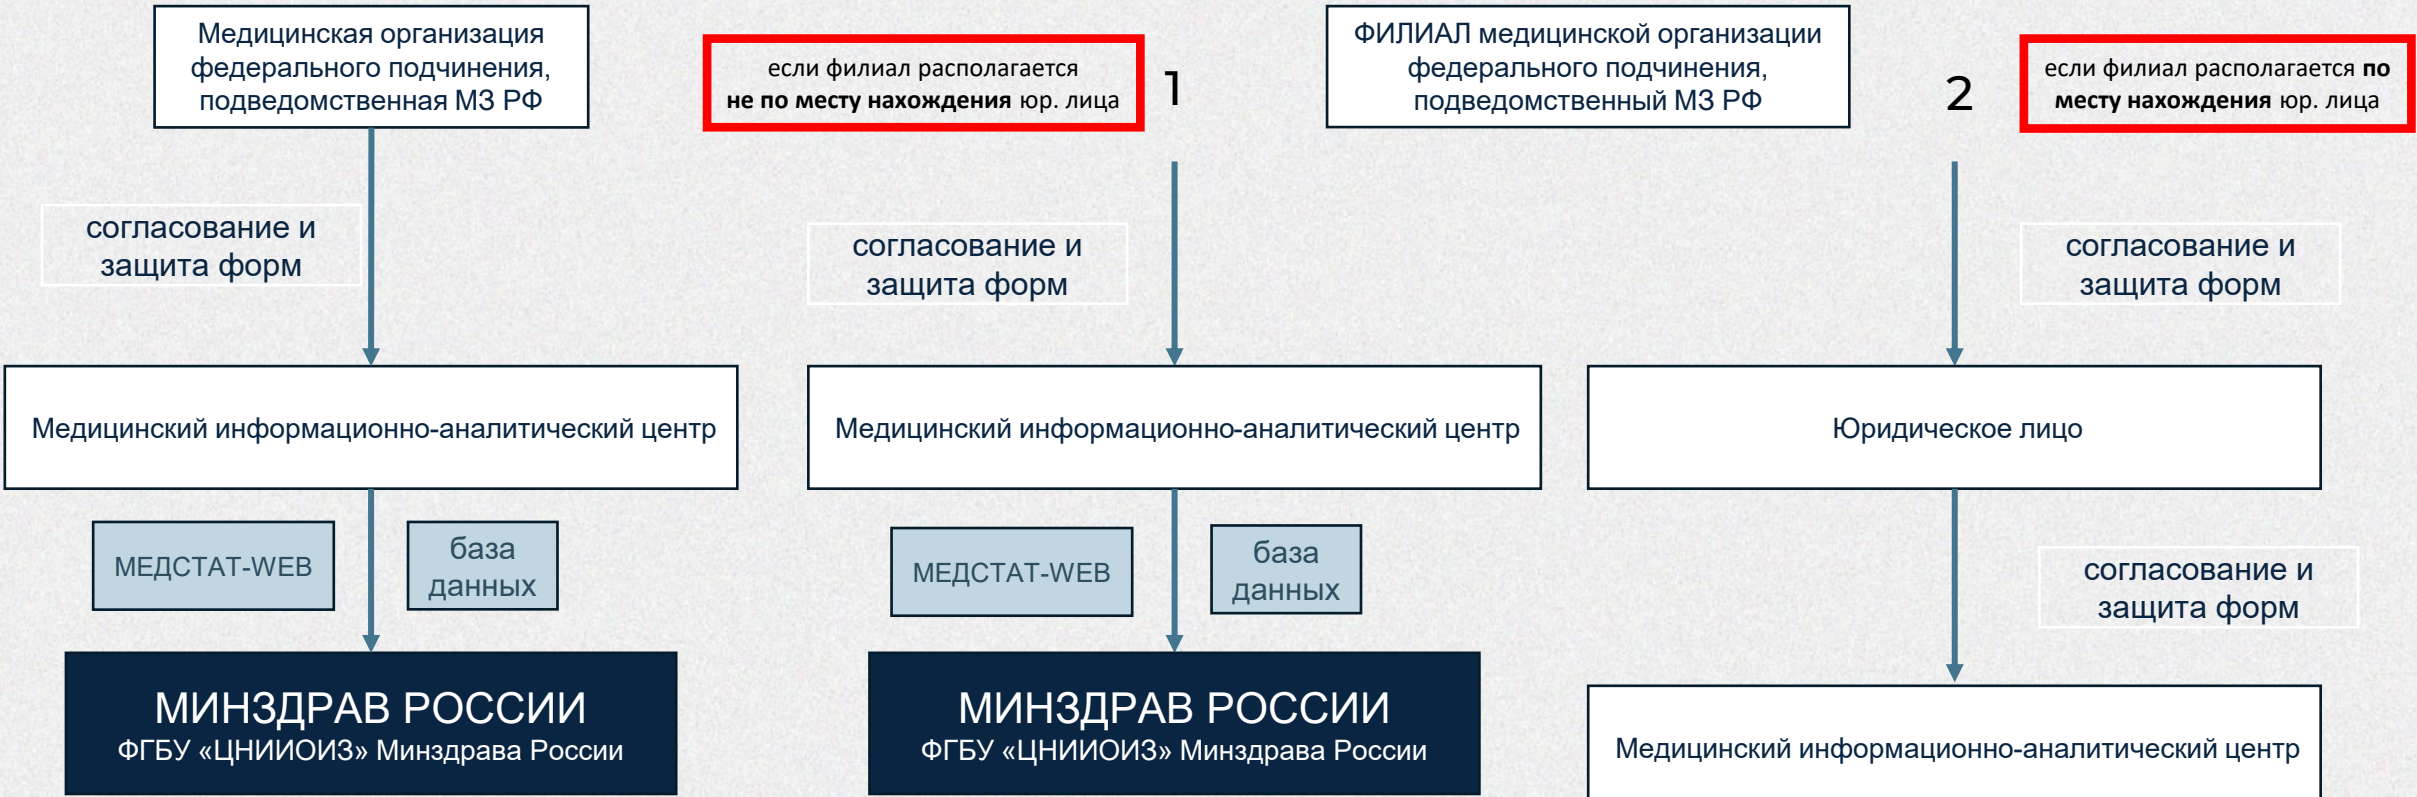 Медицинская организация
федерального подчинения,
подведомственная МЗ РФ
если филиал располагается
не по месту нахождения юр. лица
1
ФИЛИАЛ медицинской организации
федерального подчинения,
подведомственный МЗ РФ
2
если филиал располагается по
месту нахождения юр. лица
согласование и
защита форм
согласование и
защита форм
согласование и
защита форм
Медицинский информационно-аналитический центр
Медицинский информационно-аналитический центр
Юридическое лицо
МЕДСТАТ-WEB
база
данных
МЕДСТАТ-WEB
база
данных
согласование и
защита форм
МИНЗДРАВ РОССИИ
ФГБУ «ЦНИИОИЗ» Минздрава России
МИНЗДРАВ РОССИИ
ФГБУ «ЦНИИОИЗ» Минздрава России
Медицинский информационно-аналитический центр